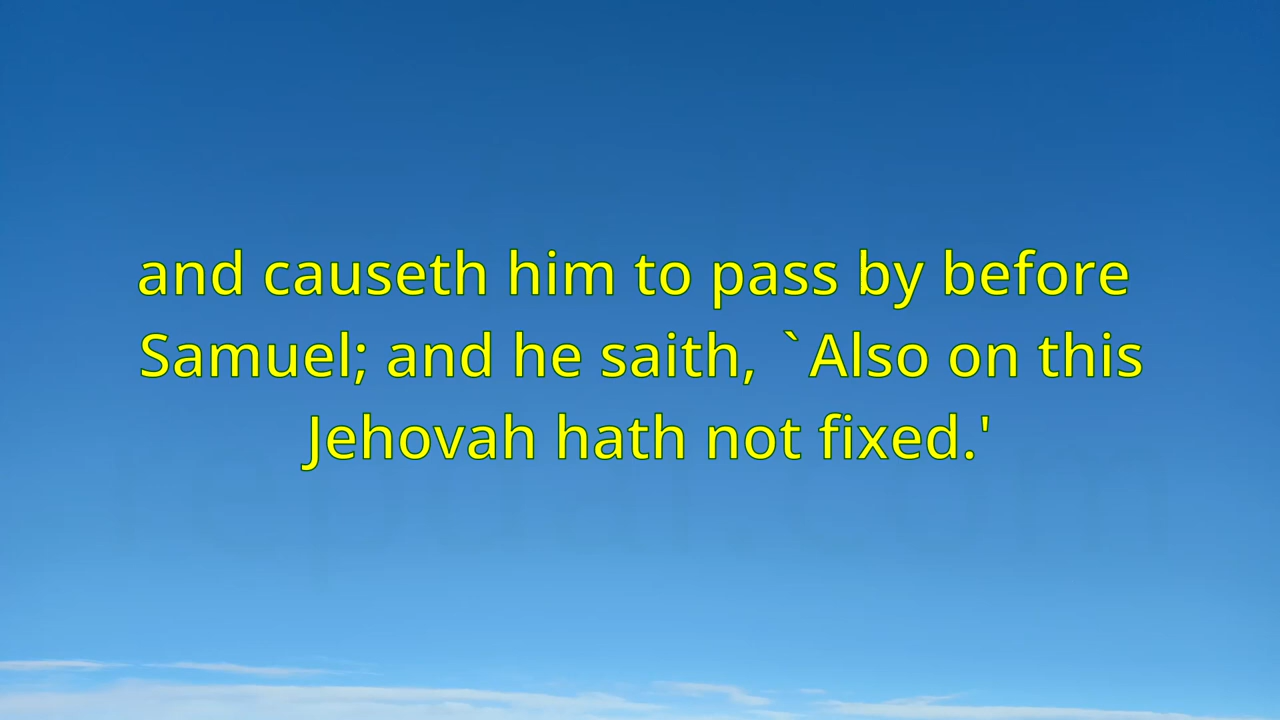 and causeth him to pass by before
Samuel; and he saith, `Also on this
Jehovah hath not fixed.'